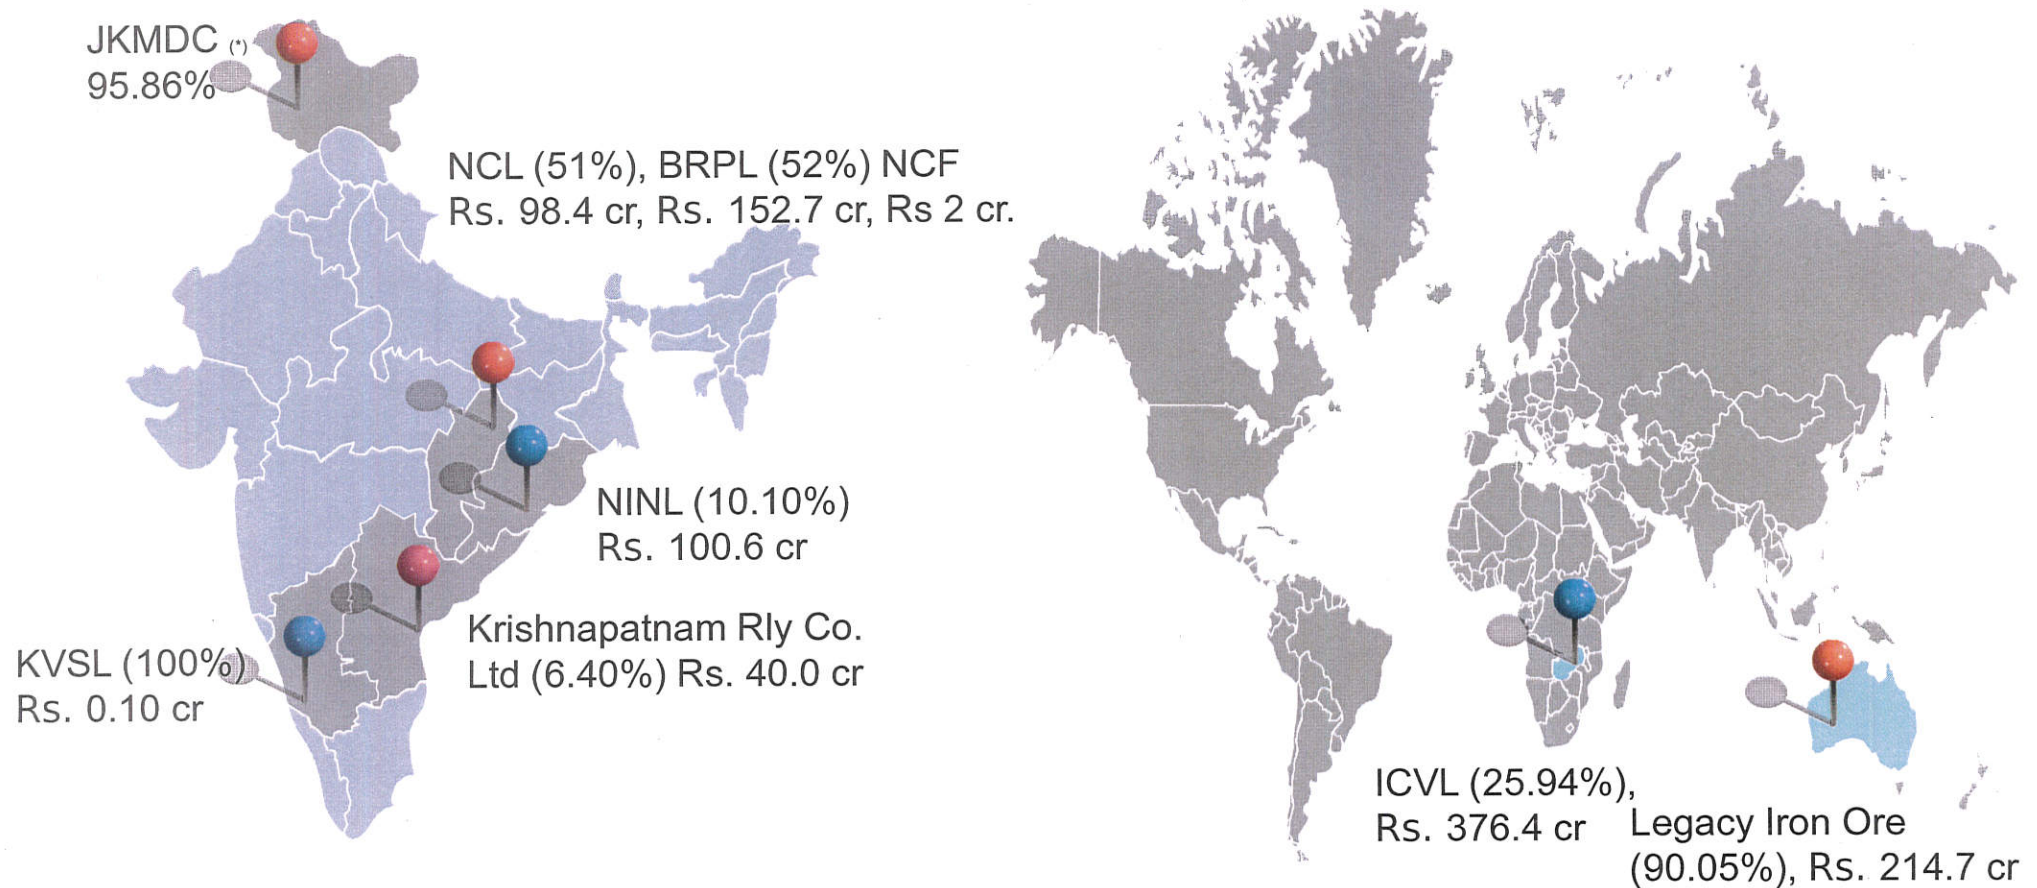 JKMDC (*)
95.86%
NCL (51%), BRPL (52%) NCF
Rs. 98.4 cr, Rs. 152.7 cr, Rs 2 cr.
NINL (10.10%)
Rs. 100.6 cr
Krishnapatnam Rly Co.
Ltd (6.40%) Rs. 40.0 cr
KVSL (100%)
Rs. 0.10 cr
ICVL (25.94%),
Rs. 376.4 cr
Legacy Iron Ore
(90.05%), Rs. 214.7 cr